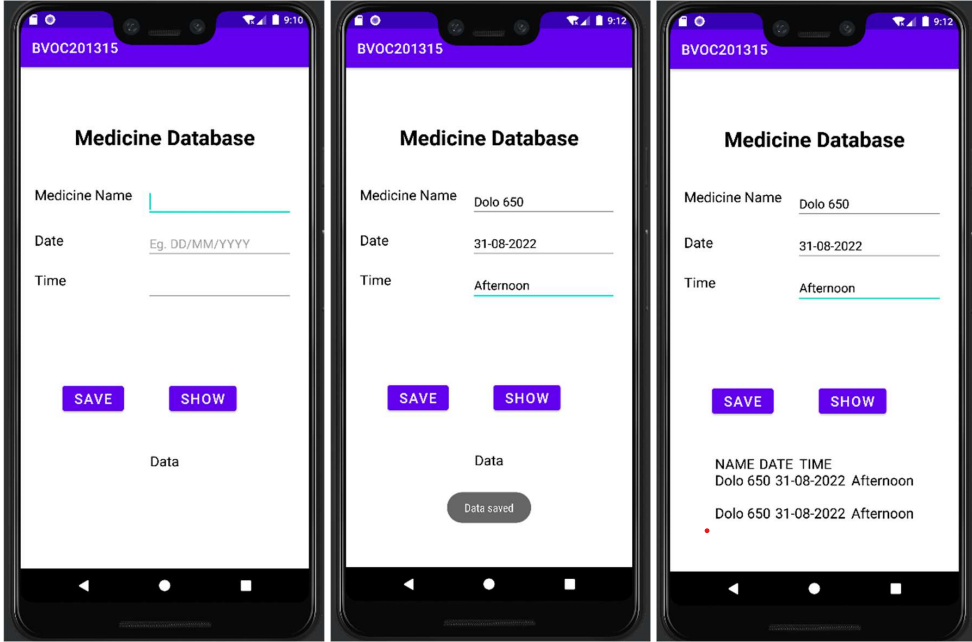 9:10
BVOC201315
Medicine Database
Medicine Name
Date Eg. DD/MM/YYYY
Time
SAVE SHOW
Data
9:12
BVOC201315
Medicine Database
Medicine Name Dolo 650
Date 31-08-2022
Time Afternoon
SAVE SHOW
Data
Data saved
9:12
BVOC201315
Medicine Database
Medicine Name Dolo 650
Date 31-08-2022
Time Afternoon
SAVE SHOW
NAME DATE TIME
Dolo 650 31-08-2022 Afternoon
Dolo 650 31-08-2022 Afternoon